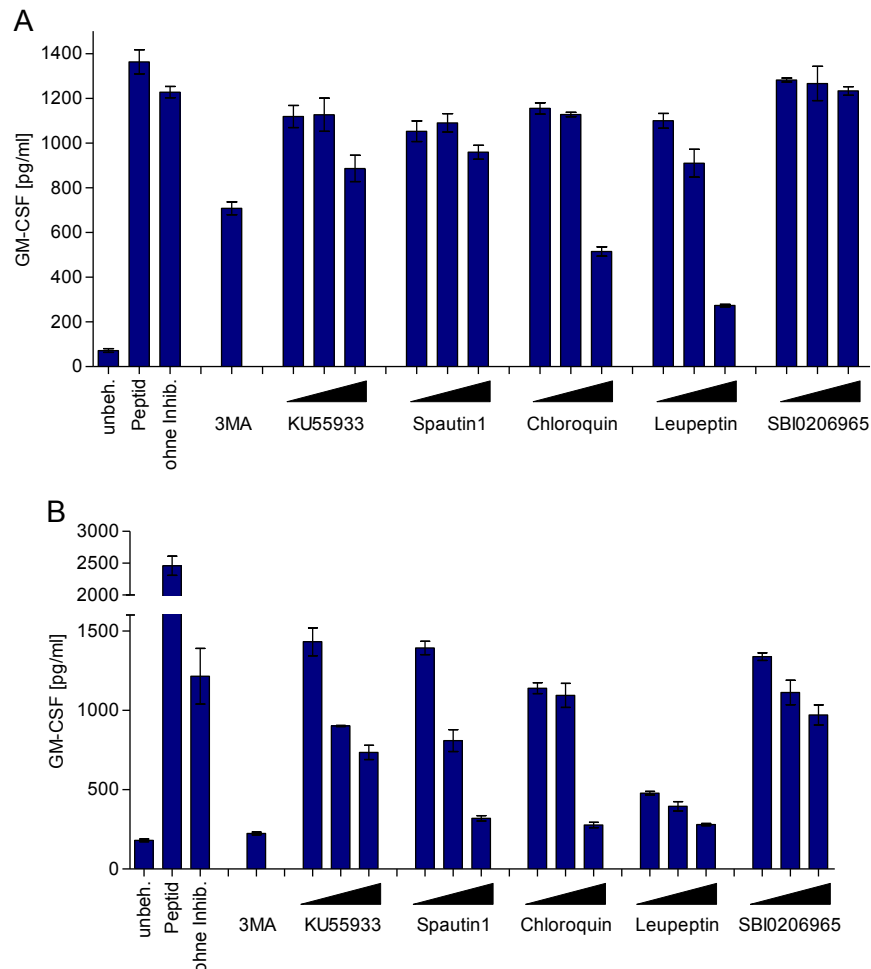 A
1400
1200
1000
800
600
400
200
0
GM-CSF [pg/ml]
unbeh.
Peptid
ohne Inhib.
3MA
KU55933
Spautin1
Chloroquin
Leupeptin
SBI0206965
B
3000
2500
2000
1500
1000
500
0
GM-CSF [pg/ml]
unbeh.
Peptid
ohne Inhib.
3MA
KU55933
Spautin1
Chloroquin
Leupeptin
SBI0206965